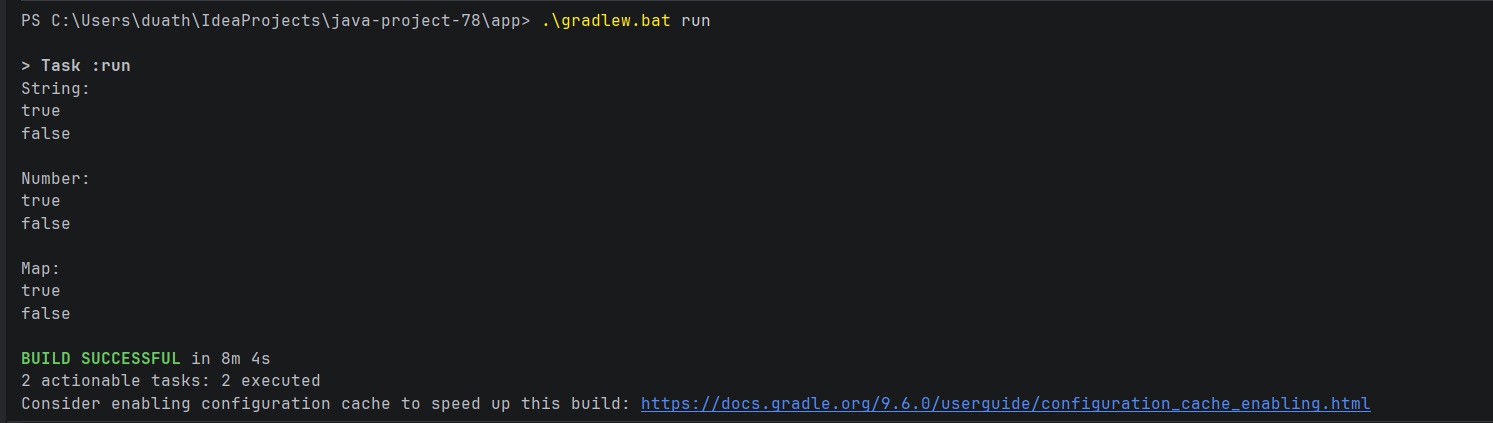 PS C:\Users\duath\IdeaProjects\java-project-78\app> .\gradlew.bat run
> Task :run
String:
true
false
Number:
true
false
Map:
true
false
BUILD SUCCESSFUL in 8m 4s
2 actionable tasks: 2 executed
Consider enabling configuration cache to speed up this build: https://docs.gradle.org/9.6.0/userguide/configuration_cache_enabling.html